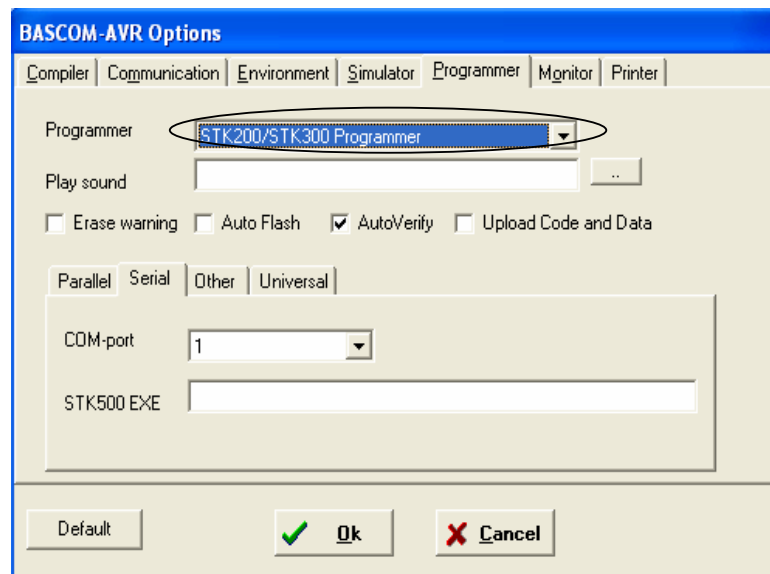 BASCOM-AVR Options
Compiler Communication Environment Simulator Programmer Monitor Printer
Programmer STK200/STK300 Programmer
Play sound ..
Erase warning Auto Flash AutoVerify Upload Code and Data
Parallel Serial Other Universal
COM-port 1
STK500 EXE
Default Ok Cancel